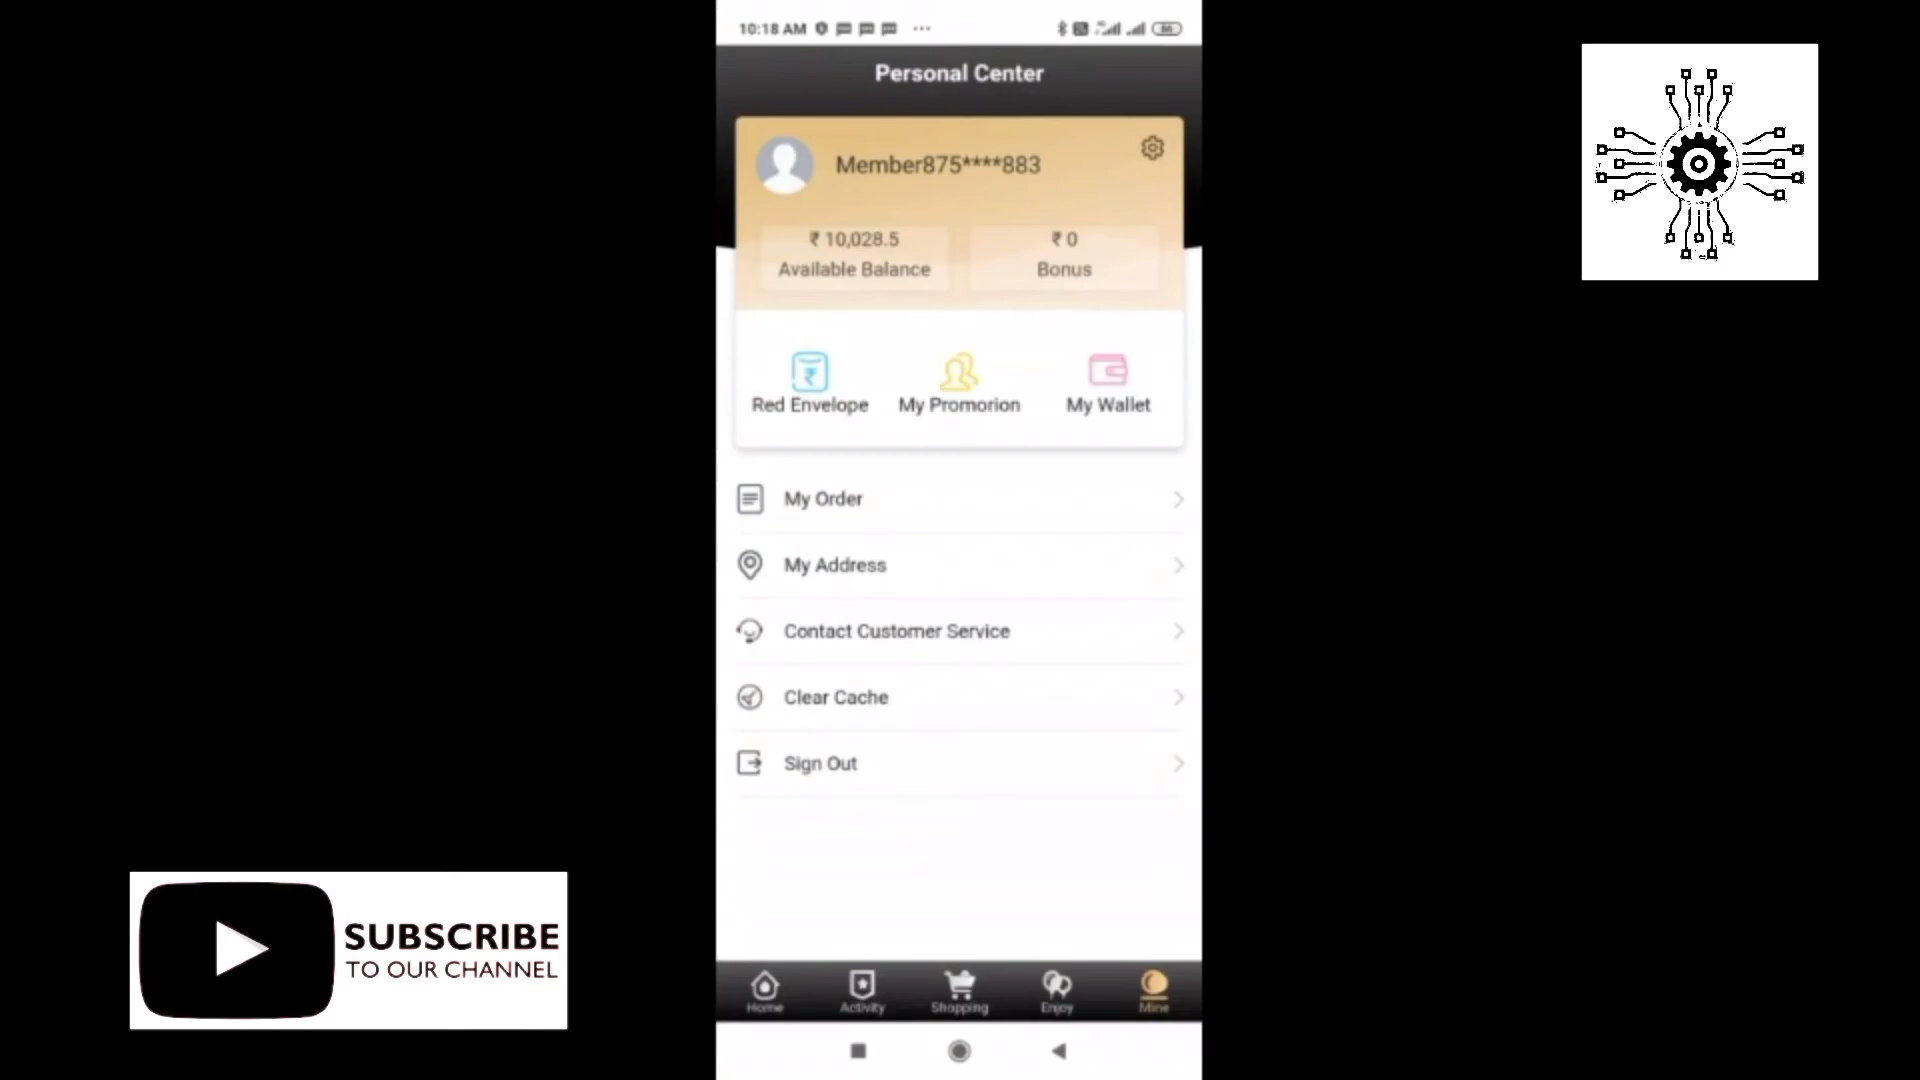 10:18 AM
Personal Center
Member875****883
₹ 10,028.5
Available Balance
₹ 0
Bonus
Red Envelope
My Promorion
My Wallet
My Order
My Address
Contact Customer Service
Clear Cache
Sign Out
Home
Activity
Shopping
Enjoy
Mine
SUBSCRIBE
TO OUR CHANNEL